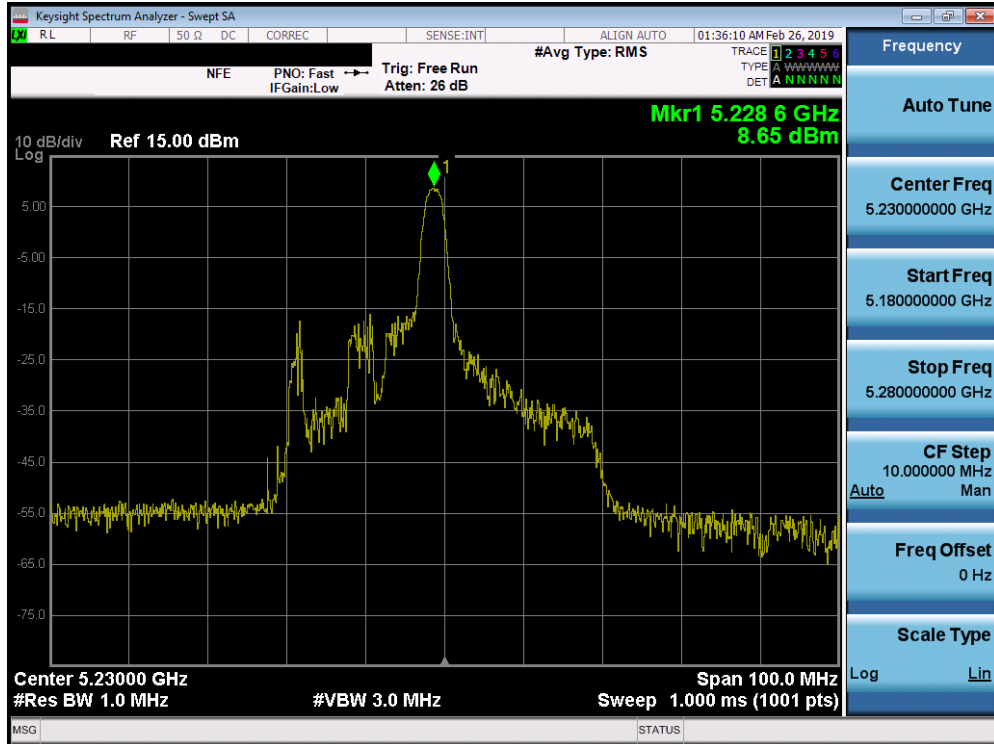 Keysight Spectrum Analyzer - Swept SA
LXI RL RF 50 Ω DC CORREC SENSE:INT ALIGN AUTO 01:36:10 AM Feb 26, 2019
NFE PNO: Fast IFGain:Low Trig: Free Run Atten: 26 dB #Avg Type: RMS
TRACE 1 2 3 4 5 6
TYPE A WWWWW
DET A N N N N N
Mkr1 5.228 6 GHz
8.65 dBm
10 dB/div Ref 15.00 dBm
Log
1
5.00
-5.00
-15.0
-25.0
-35.0
-45.0
-55.0
-65.0
-75.0
Center 5.23000 GHz Span 100.0 MHz
#Res BW 1.0 MHz #VBW 3.0 MHz Sweep 1.000 ms (1001 pts)
MSG STATUS
Frequency
Auto Tune
Center Freq
5.230000000 GHz
Start Freq
5.180000000 GHz
Stop Freq
5.280000000 GHz
CF Step
10.000000 MHz
Auto Man
Freq Offset
0 Hz
Scale Type
Log Lin